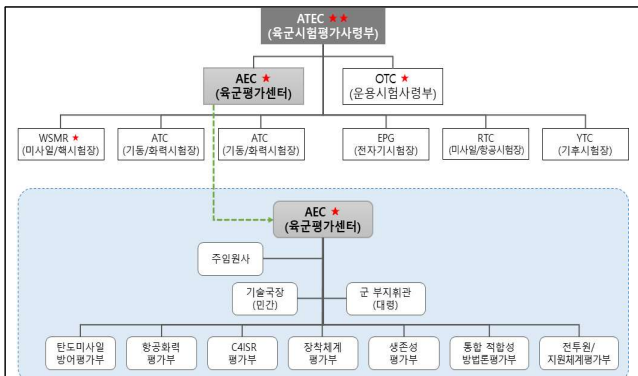 ATEC ★★
(육군시험평가사령부)
AEC ★
(육군평가센터)
OTC ★
(운용시험사령부)
WSMR ★
(미사일/핵시험장)
ATC
(기동/화력시험장)
ATC
(기동/화력시험장)
EPG
(전자기시험장)
RTC
(미사일/항공시험장)
YTC
(기후시험장)
AEC ★
(육군평가센터)
주임원사
기술국장
(민간)
군 부지휘관
(대령)
탄도미사일
방어평가부
항공화력
평가부
C4ISR
평가부
장착체계
평가부
생존성
평가부
통합 적합성
방법론평가부
전투원/
지원체계평가부